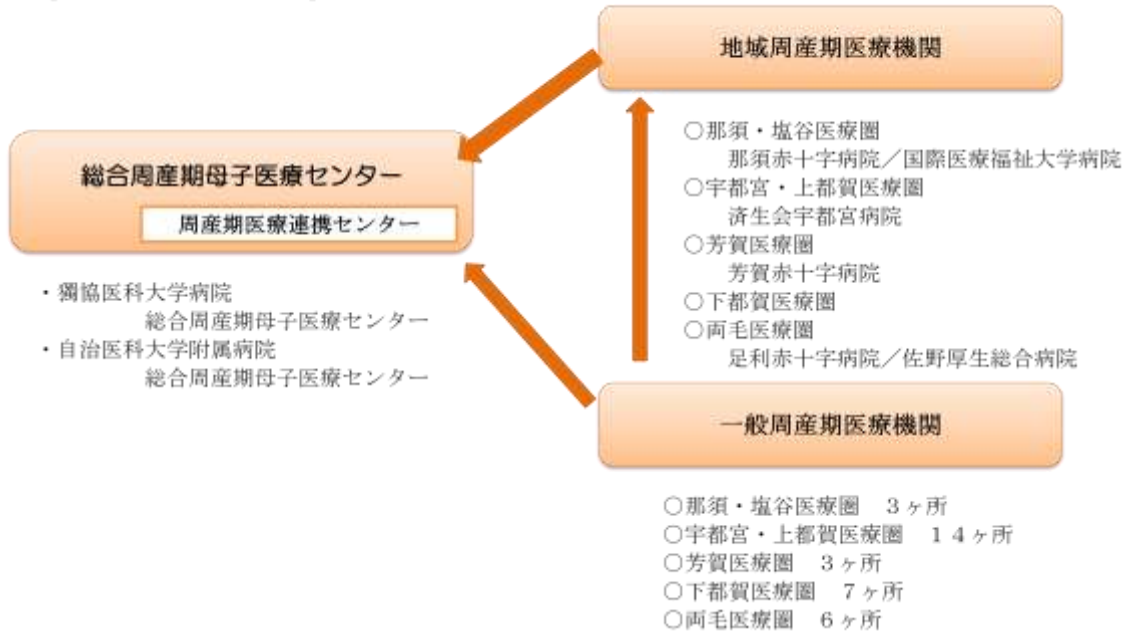 総合周産期母子医療センター
周産期医療連携センター
・獨協医科大学病院
総合周産期母子医療センター
・自治医科大学附属病院
総合周産期母子医療センター
地域周産期医療機関
○那須・塩谷医療圏
那須赤十字病院／国際医療福祉大学病院
○宇都宮・上都賀医療圏
済生会宇都宮病院
○芳賀医療圏
芳賀赤十字病院
○下都賀医療圏
○両毛医療圏
足利赤十字病院／佐野厚生総合病院
一般周産期医療機関
○那須・塩谷医療圏　３ヶ所
○宇都宮・上都賀医療圏　１４ヶ所
○芳賀医療圏　３ヶ所
○下都賀医療圏　７ヶ所
○両毛医療圏　６ヶ所